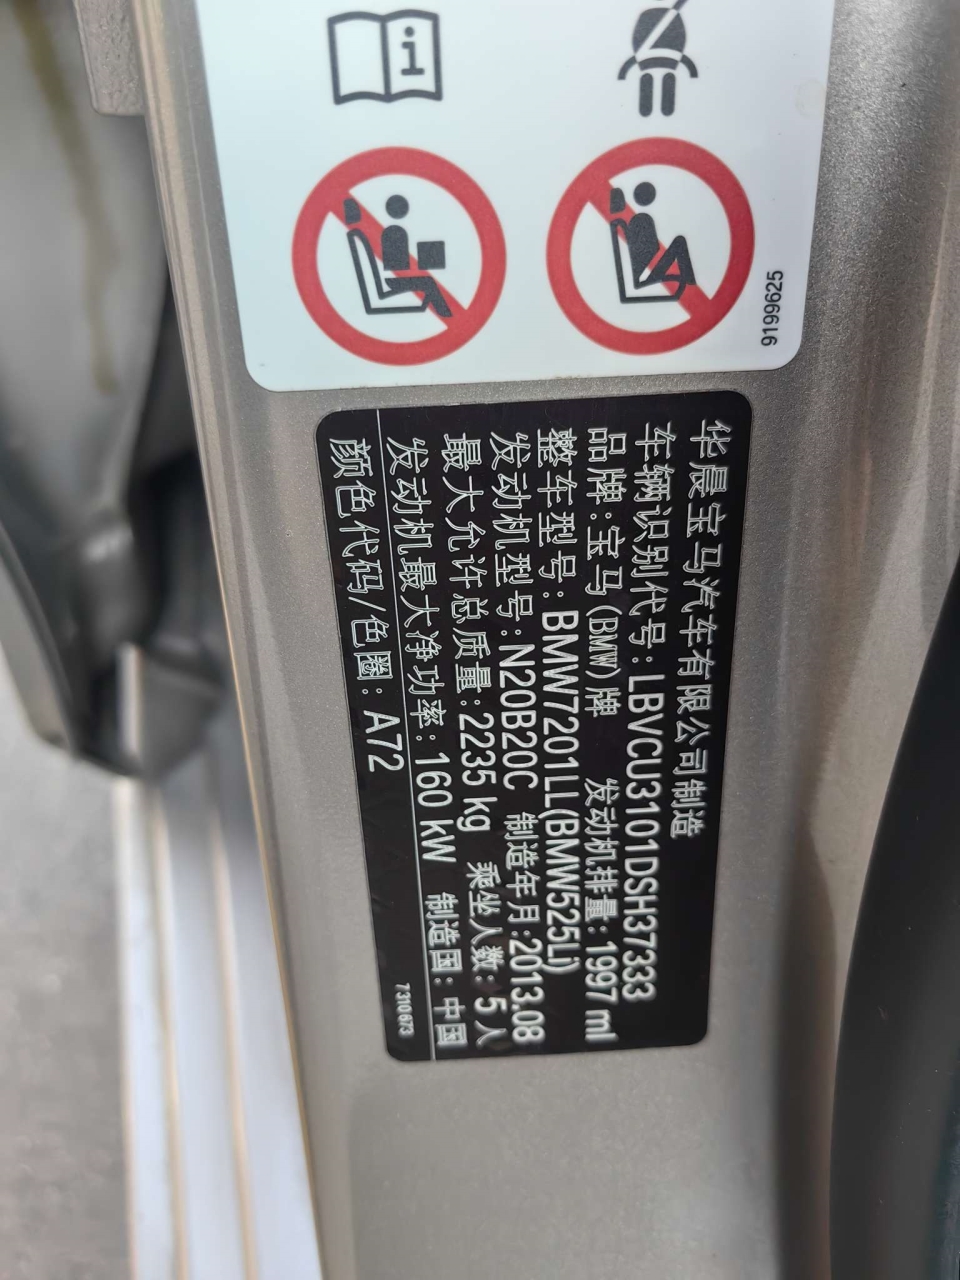 9199625
华晨宝马汽车有限公司制造
车辆识别代号:LBVCU3101DSH37333
品牌:宝马(BMW)牌 发动机排量:1997 ml
整车型号:BMW7201LL(BMW525Li)
发动机型号:N20B20C 制造年月:2013.08
最大允许总质量:2235 kg 乘坐人数:5人
发动机最大净功率:160 kW 制造国:中国
颜色代码/色圈:A72
7310673